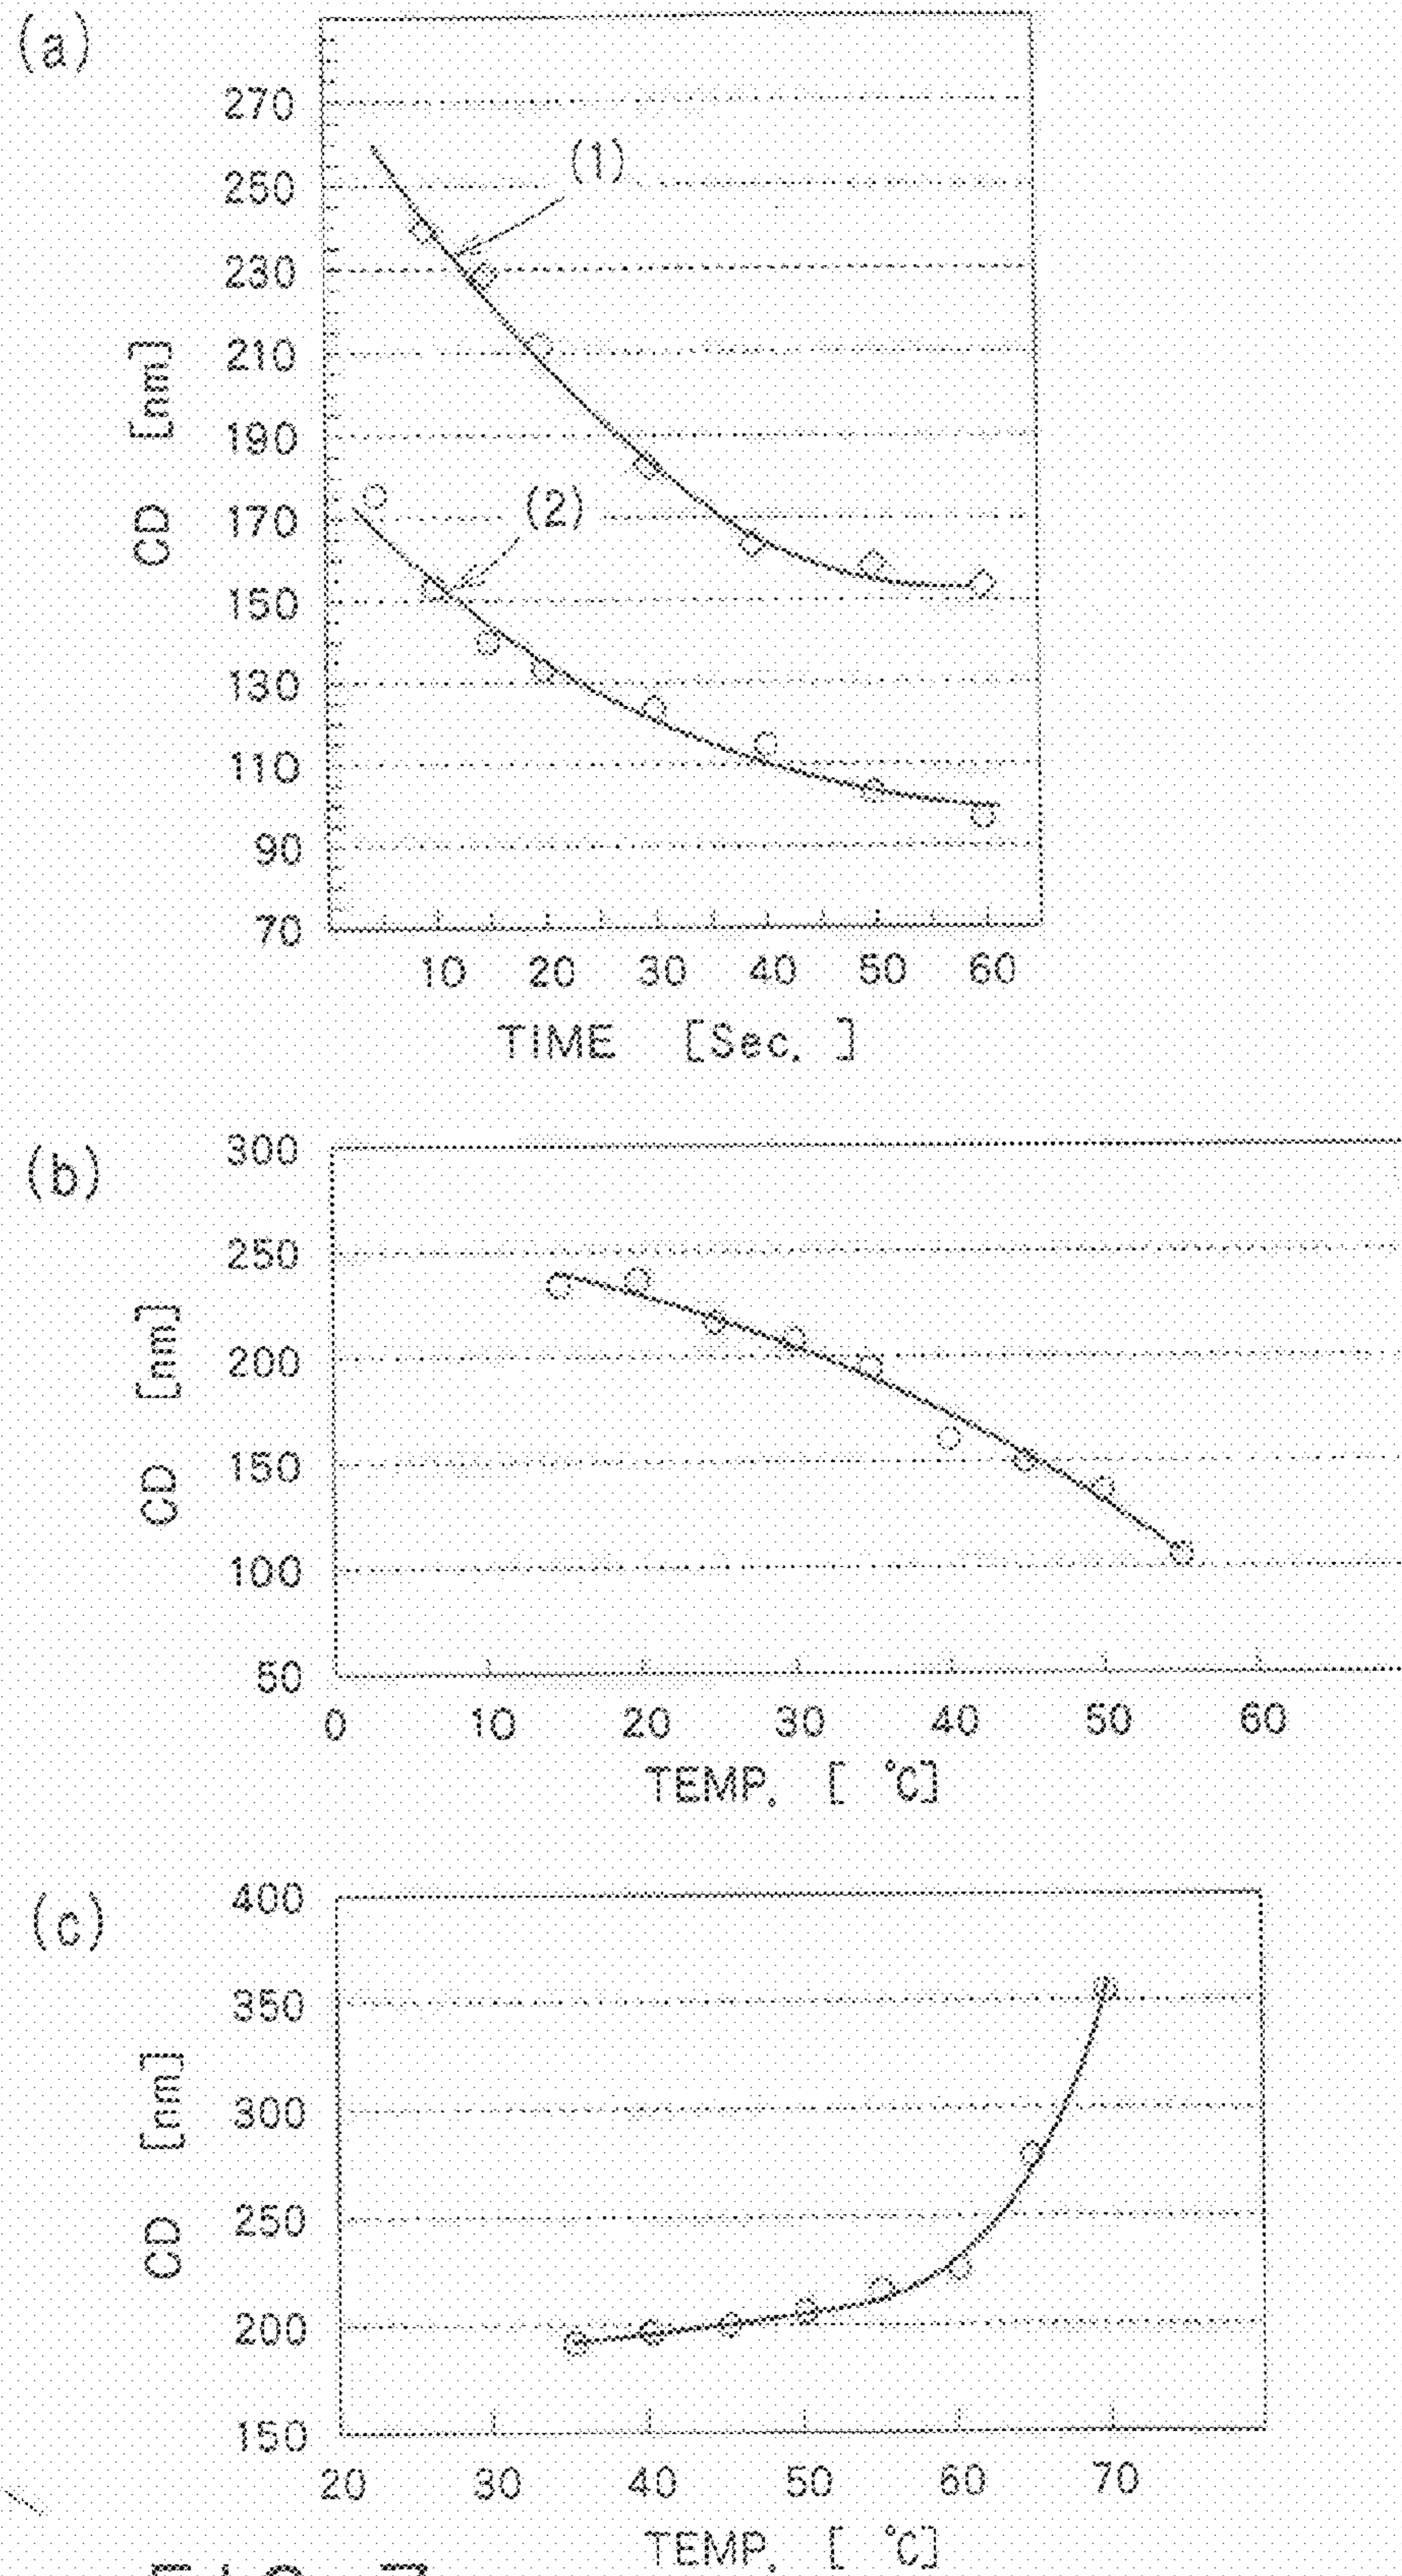 (a)
270
250
(1)
230
210
190
170
(2)
150
130
110
90
70
CD [nm]
10 20 30 40 50 60
TIME [Sec. ]
(b)
300
250
200
150
100
50
CD [nm]
0 10 20 30 40 50 60
TEMP. [ °C]
(c)
400
350
300
250
200
150
CD [nm]
20 30 40 50 60 70
TEMP. [ °C]